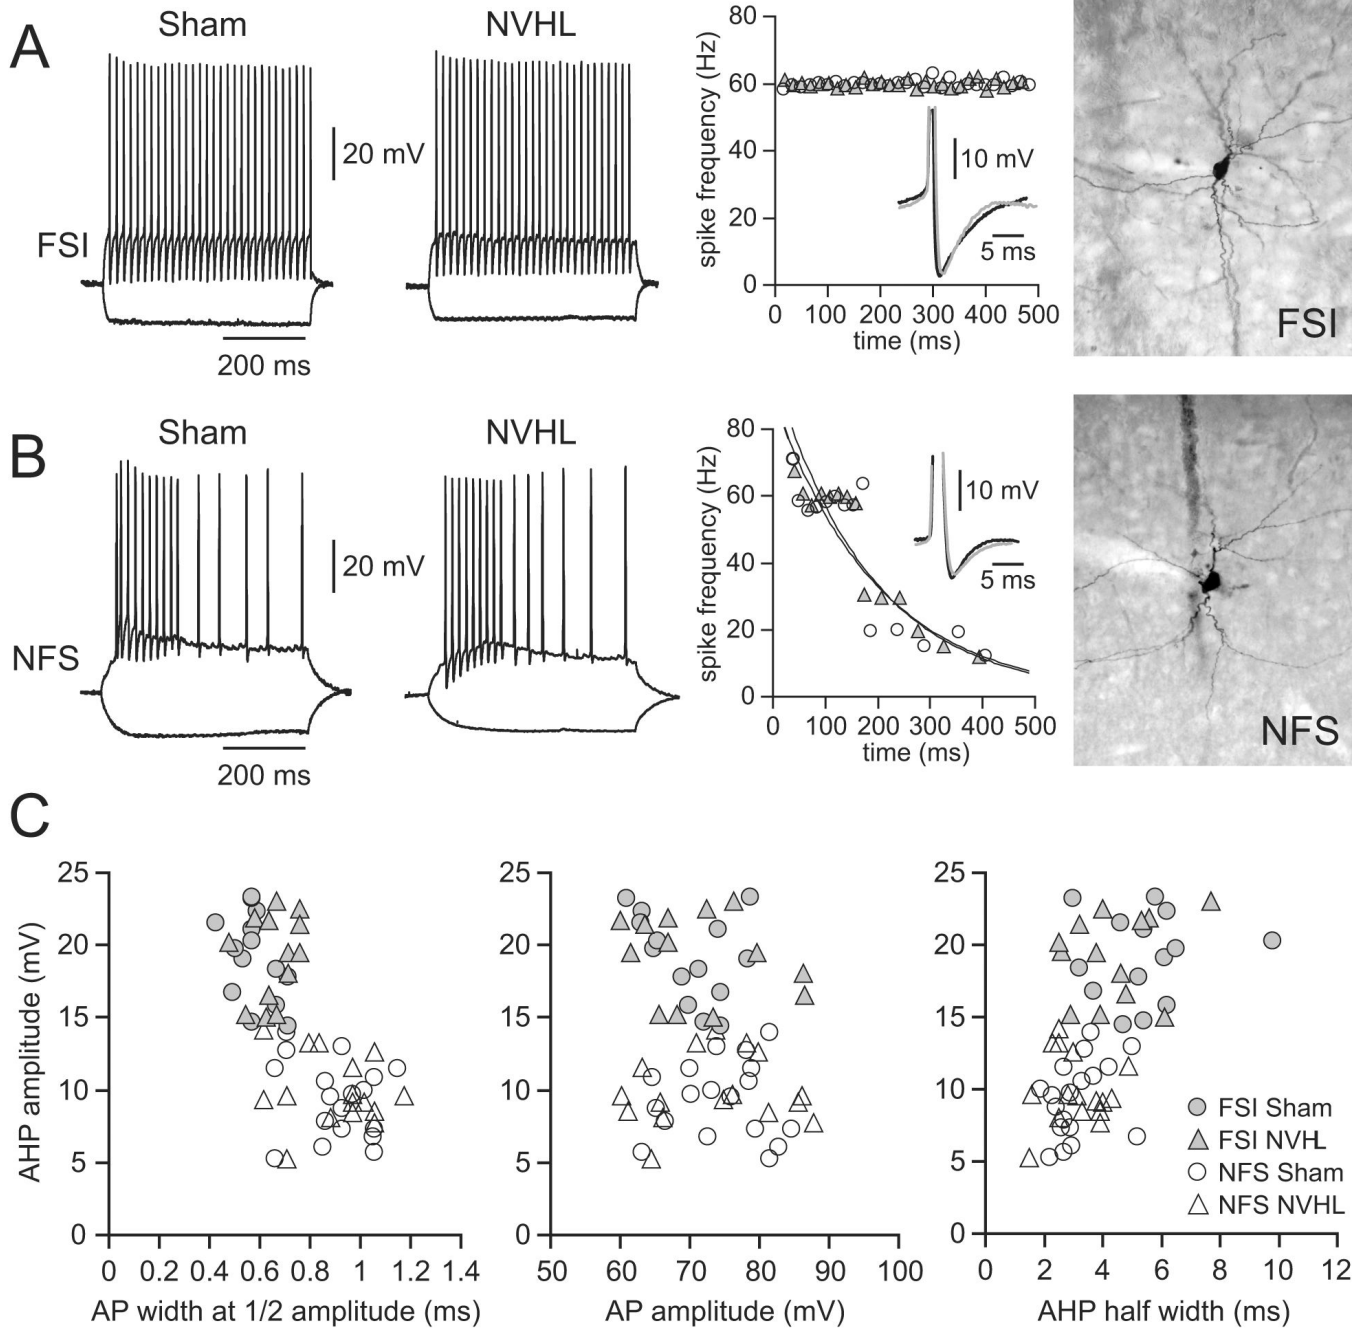 A
Sham
NVHL
FSI
20 mV
200 ms
spike frequency (Hz)
80
60
40
20
0
10 mV
5 ms
0 100 200 300 400 500
time (ms)
FSI
B
Sham
NVHL
NFS
20 mV
200 ms
spike frequency (Hz)
80
60
40
20
0
10 mV
5 ms
0 100 200 300 400 500
time (ms)
NFS
C
AHP amplitude (mV)
25
20
15
10
5
0
0 0.2 0.4 0.6 0.8 1 1.2 1.4
AP width at 1/2 amplitude (ms)
25
20
15
10
5
0
50 60 70 80 90 100
AP amplitude (mV)
25
20
15
10
5
0
FSI Sham
FSI NVHL
NFS Sham
NFS NVHL
0 2 4 6 8 10 12
AHP half width (ms)